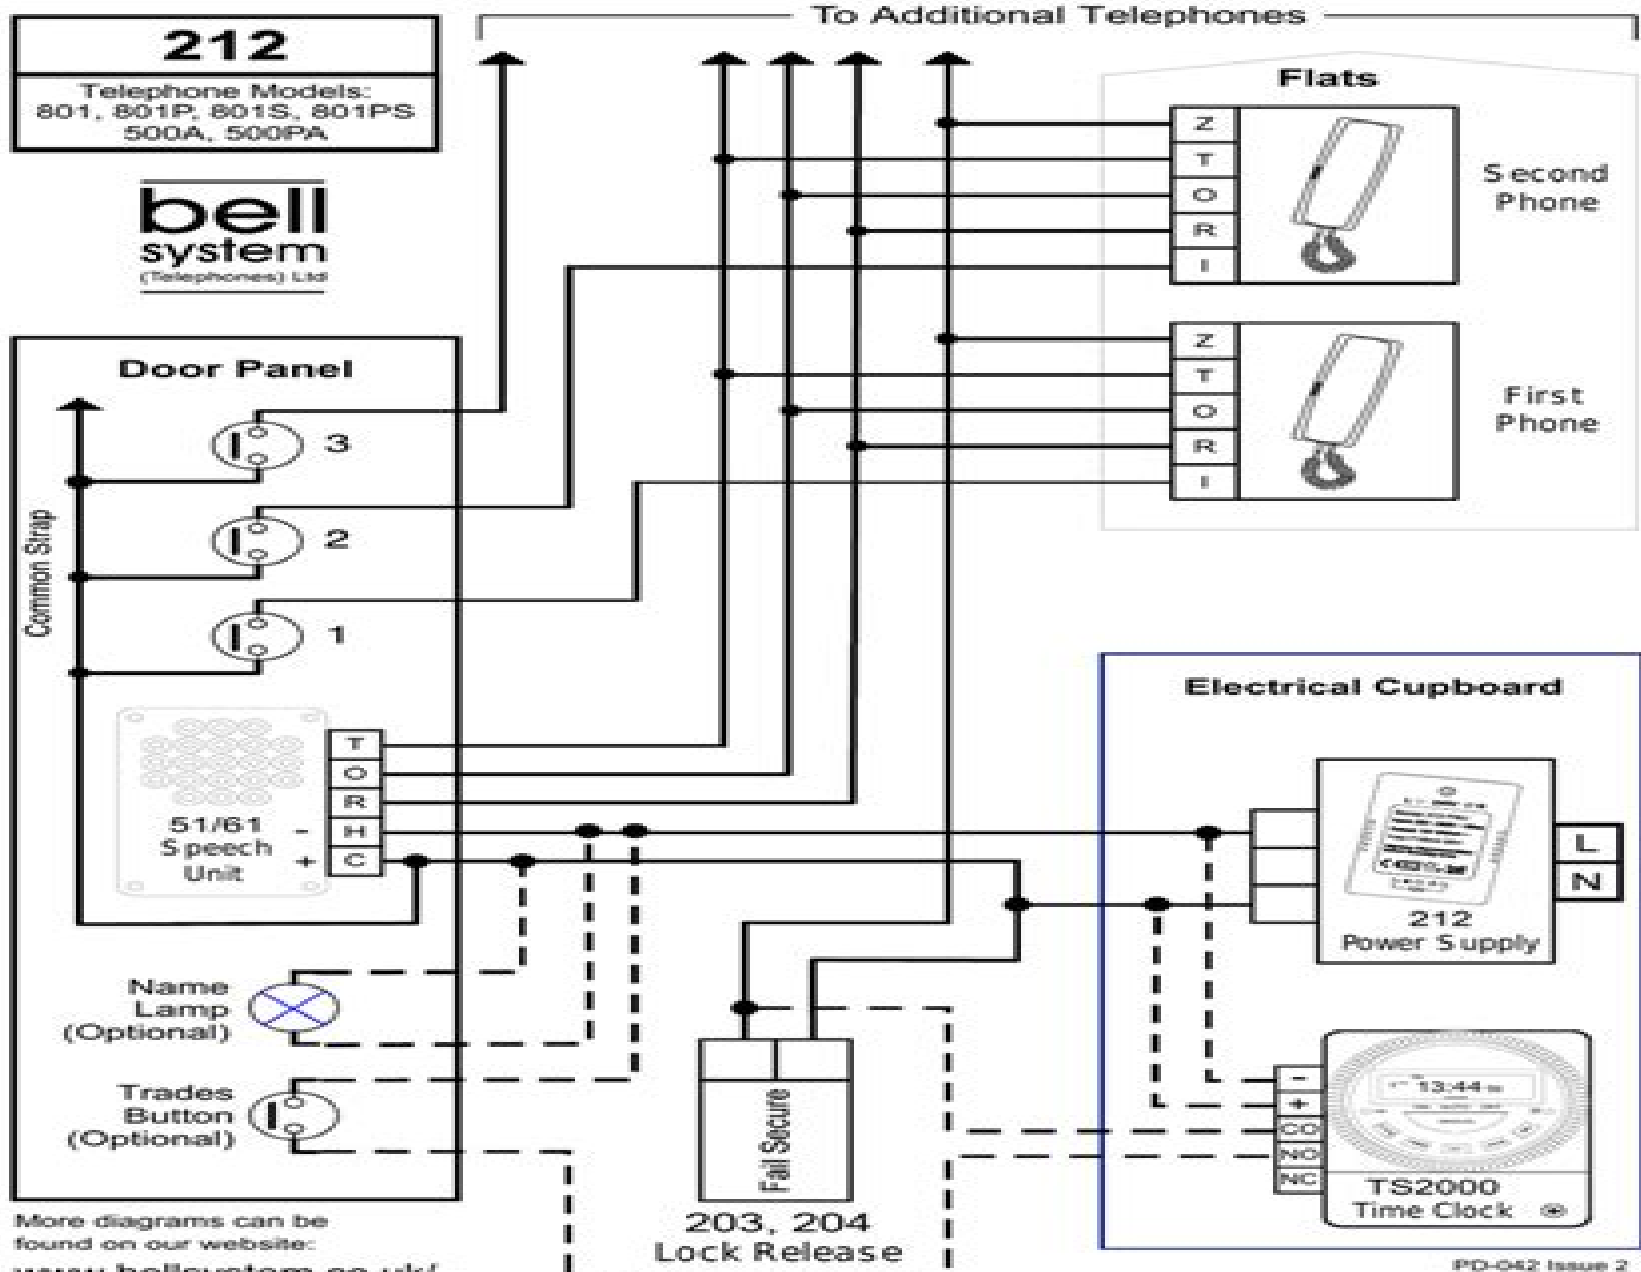 To Additional Telephones
212
Telephone Models:
801, 801P, 801S, 801PS
500A, 500PA
bell
system
(Telephones) Ltd
Flats
Z
T
O
R
I
Second
Phone
Z
T
O
R
I
First
Phone
Door Panel
3
2
1
Common Strap
T
O
R
- H
+ C
51/61
Speech
Unit
Name
Lamp
(Optional)
Trades
Button
(Optional)
Fail Secure
203, 204
Lock Release
Electrical Cupboard
L
N
212
Power Supply
13:44
-
+
CO
NO
NC
TS2000
Time Clock
More diagrams can be
found on our website:
PD-042 Issue 2